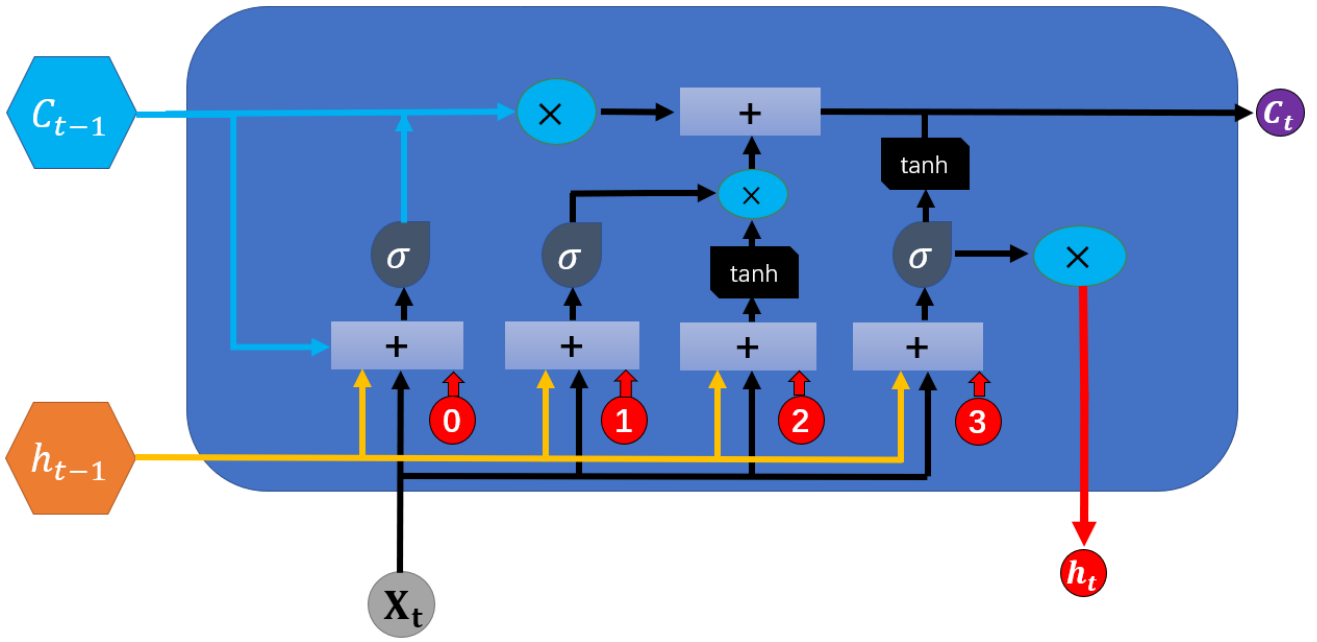 C_{t-1}
×
+
C_t
tanh
×
σ
σ
tanh
σ
×
+
+
+
+
0
1
2
3
h_{t-1}
h_t
X_t